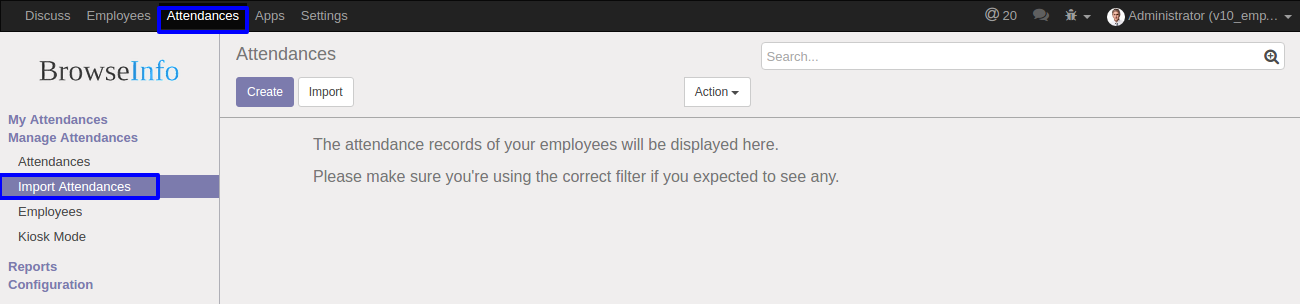 Discuss Employees Attendances Apps Settings @ 20 Administrator (v10_emp...
BrowseInfo
Attendances
Search...
Create Import Action
My Attendances
Manage Attendances
Attendances
Import Attendances
Employees
Kiosk Mode
Reports
Configuration
The attendance records of your employees will be displayed here.
Please make sure you're using the correct filter if you expected to see any.